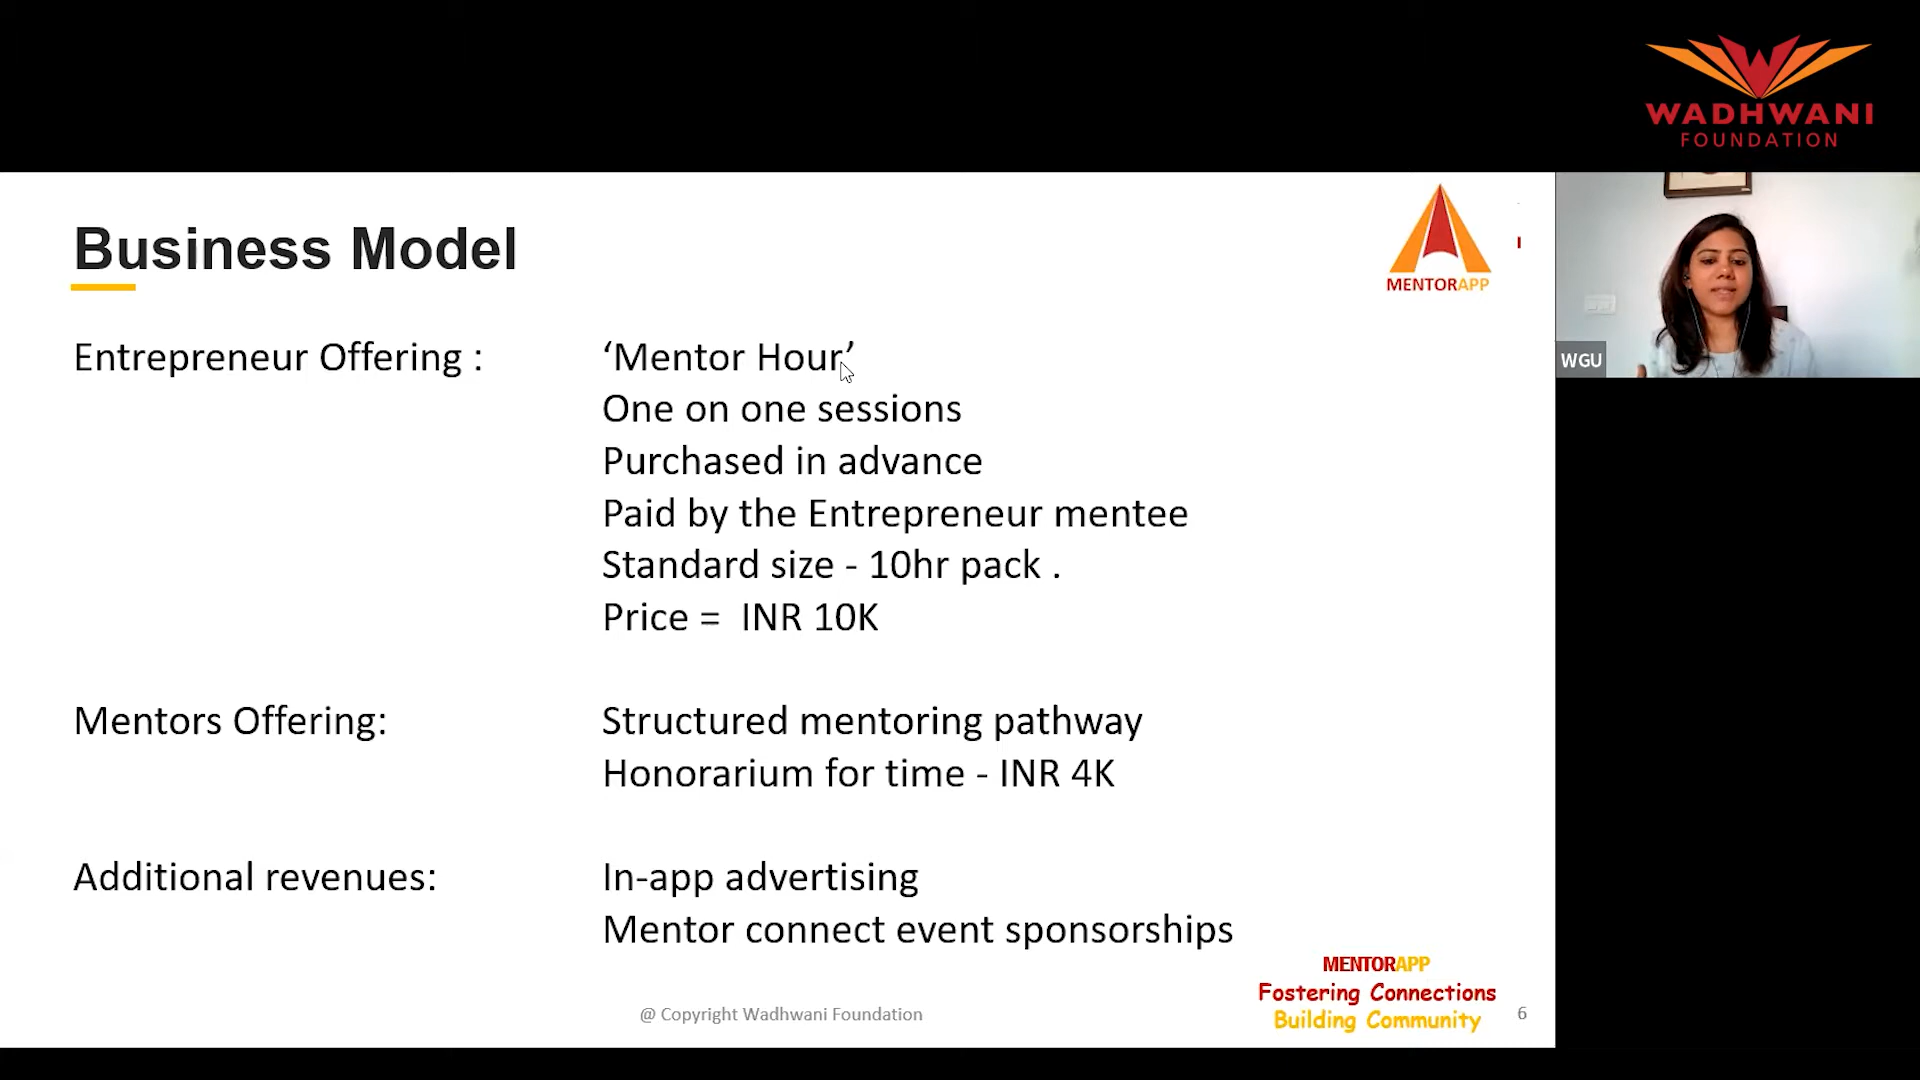 WADHWANI
FOUNDATION
Business Model
MENTORAPP
Entrepreneur Offering :
‘Mentor Hour’
One on one sessions
Purchased in advance
Paid by the Entrepreneur mentee
Standard size - 10hr pack .
Price = INR 10K
Mentors Offering:
Structured mentoring pathway
Honorarium for time - INR 4K
Additional revenues:
In-app advertising
Mentor connect event sponsorships
MENTORAPP
Fostering Connections
Building Community
@ Copyright Wadhwani Foundation
6
WGU